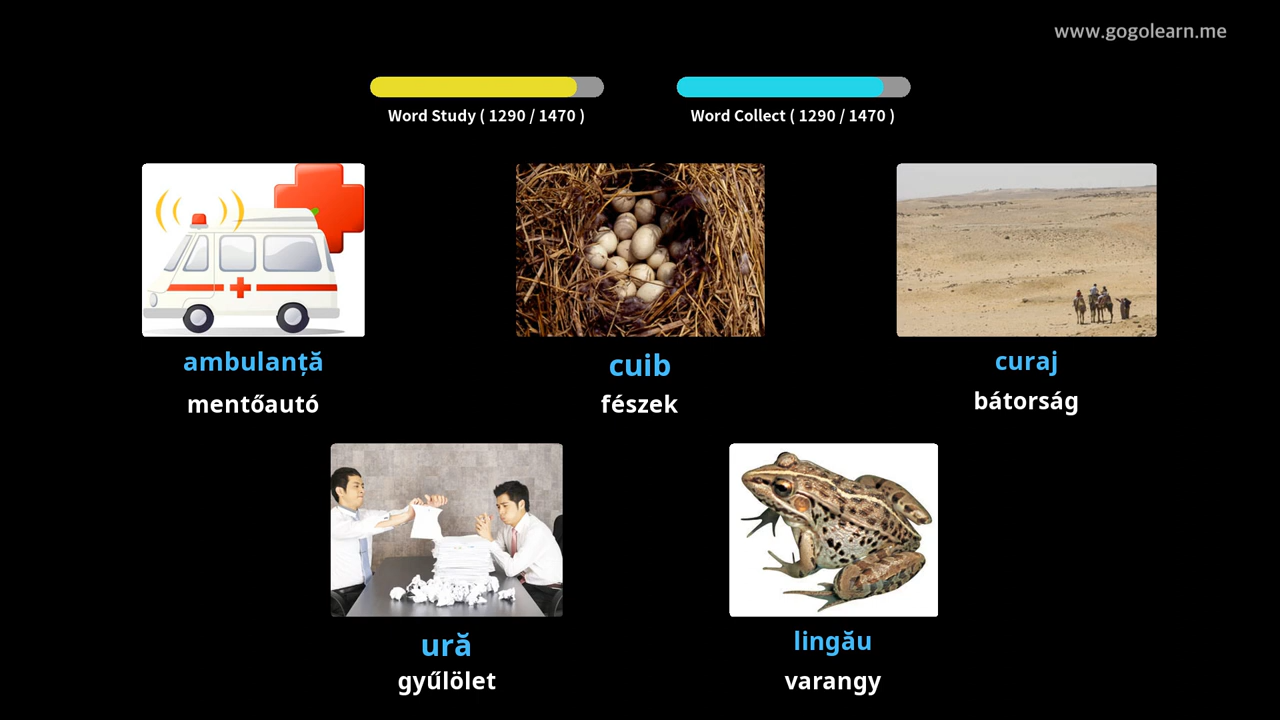 www.gogolearn.me
Word Study ( 1290 / 1470 )
Word Collect ( 1290 / 1470 )
ambulanță
mentőautó
cuib
fészek
curaj
bátorság
ură
gyűlölet
lingău
varangy